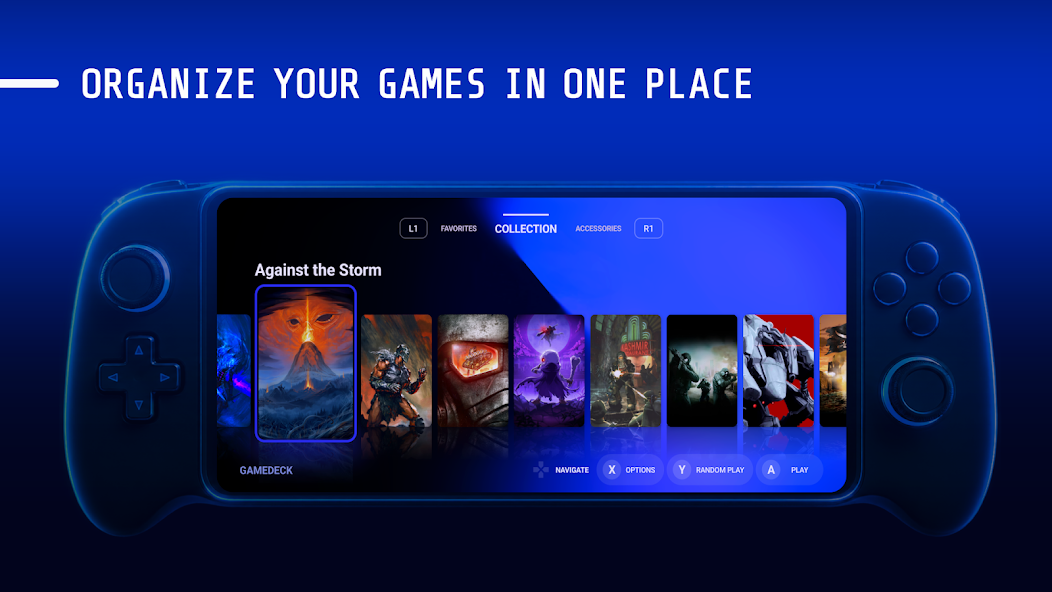 ORGANIZE YOUR GAMES IN ONE PLACE
L1 FAVORITES COLLECTION ACCESSORIES R1
Against the Storm
KASHMIR
GAMEDECK NAVIGATE X OPTIONS Y RANDOM PLAY A PLAY